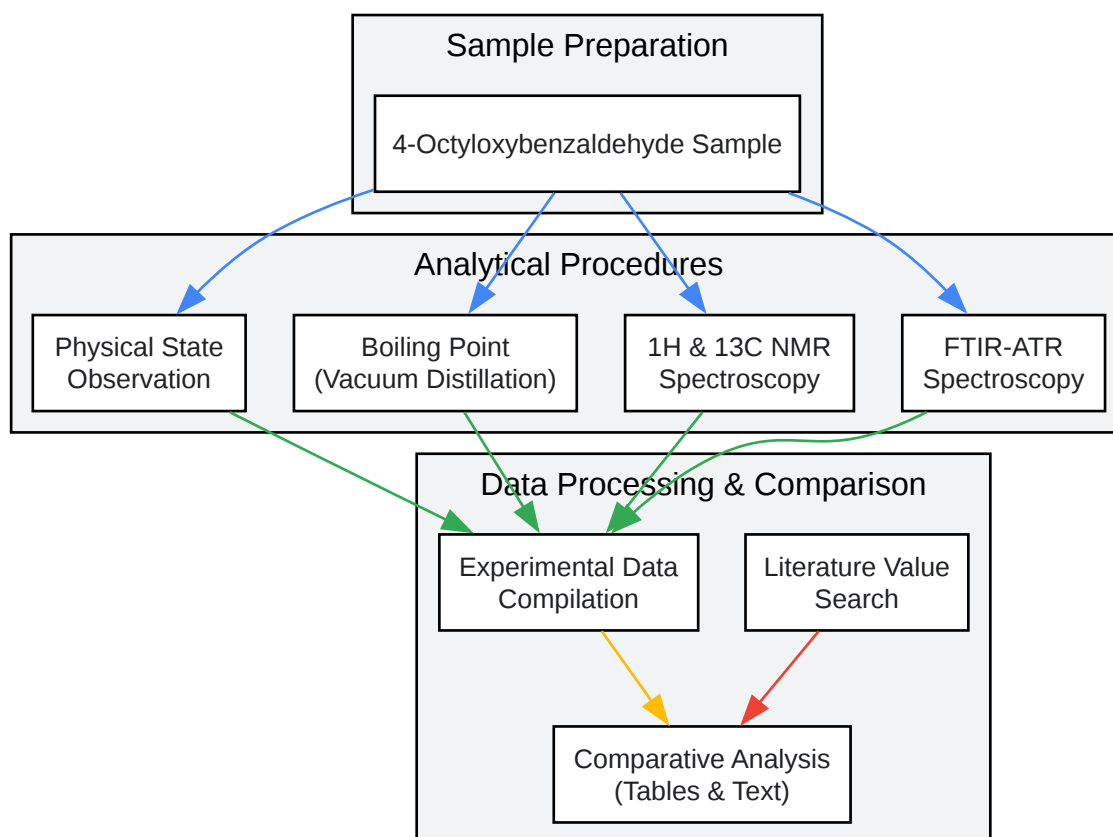 Sample Preparation
4-Octyloxybenzaldehyde Sample
Analytical Procedures
Physical State
Observation
Boiling Point
(Vacuum Distillation)
1H & 13C NMR
Spectroscopy
FTIR-ATR
Spectroscopy
Data Processing & Comparison
Experimental Data
Compilation
Literature Value
Search
Comparative Analysis
(Tables & Text)